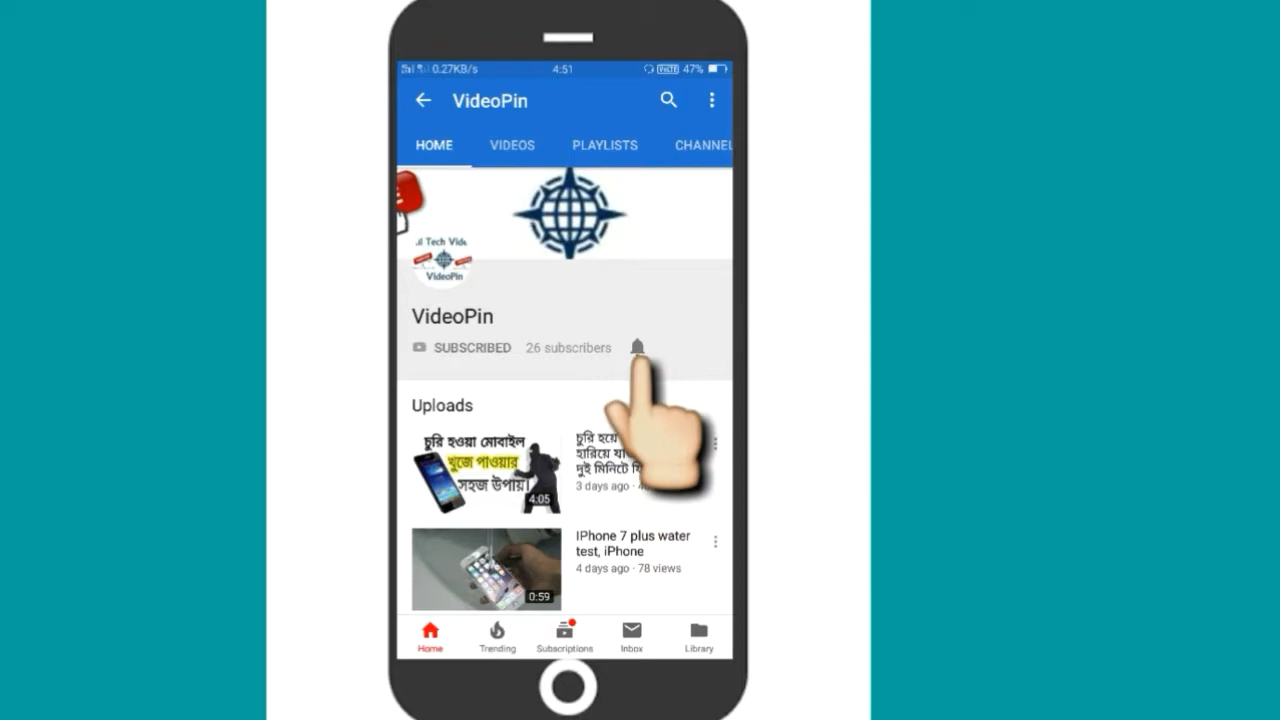 0.27KB/s 4:51 VoLTE 47%
VideoPin
HOME VIDEOS PLAYLISTS CHANNEL
E
l Tech Vide
VideoPin
VideoPin
SUBSCRIBED 26 subscribers
Uploads
চুরি হওয়া মোবাইল
খুজে পাওয়ার
সহজ উপায়।
4:05
চুরি হয়ে
হারিয়ে যা
দুই মিনিটে
3 days ago ·
IPhone 7 plus water
test, iPhone
4 days ago · 78 views
0:59
Home Trending Subscriptions Inbox Library